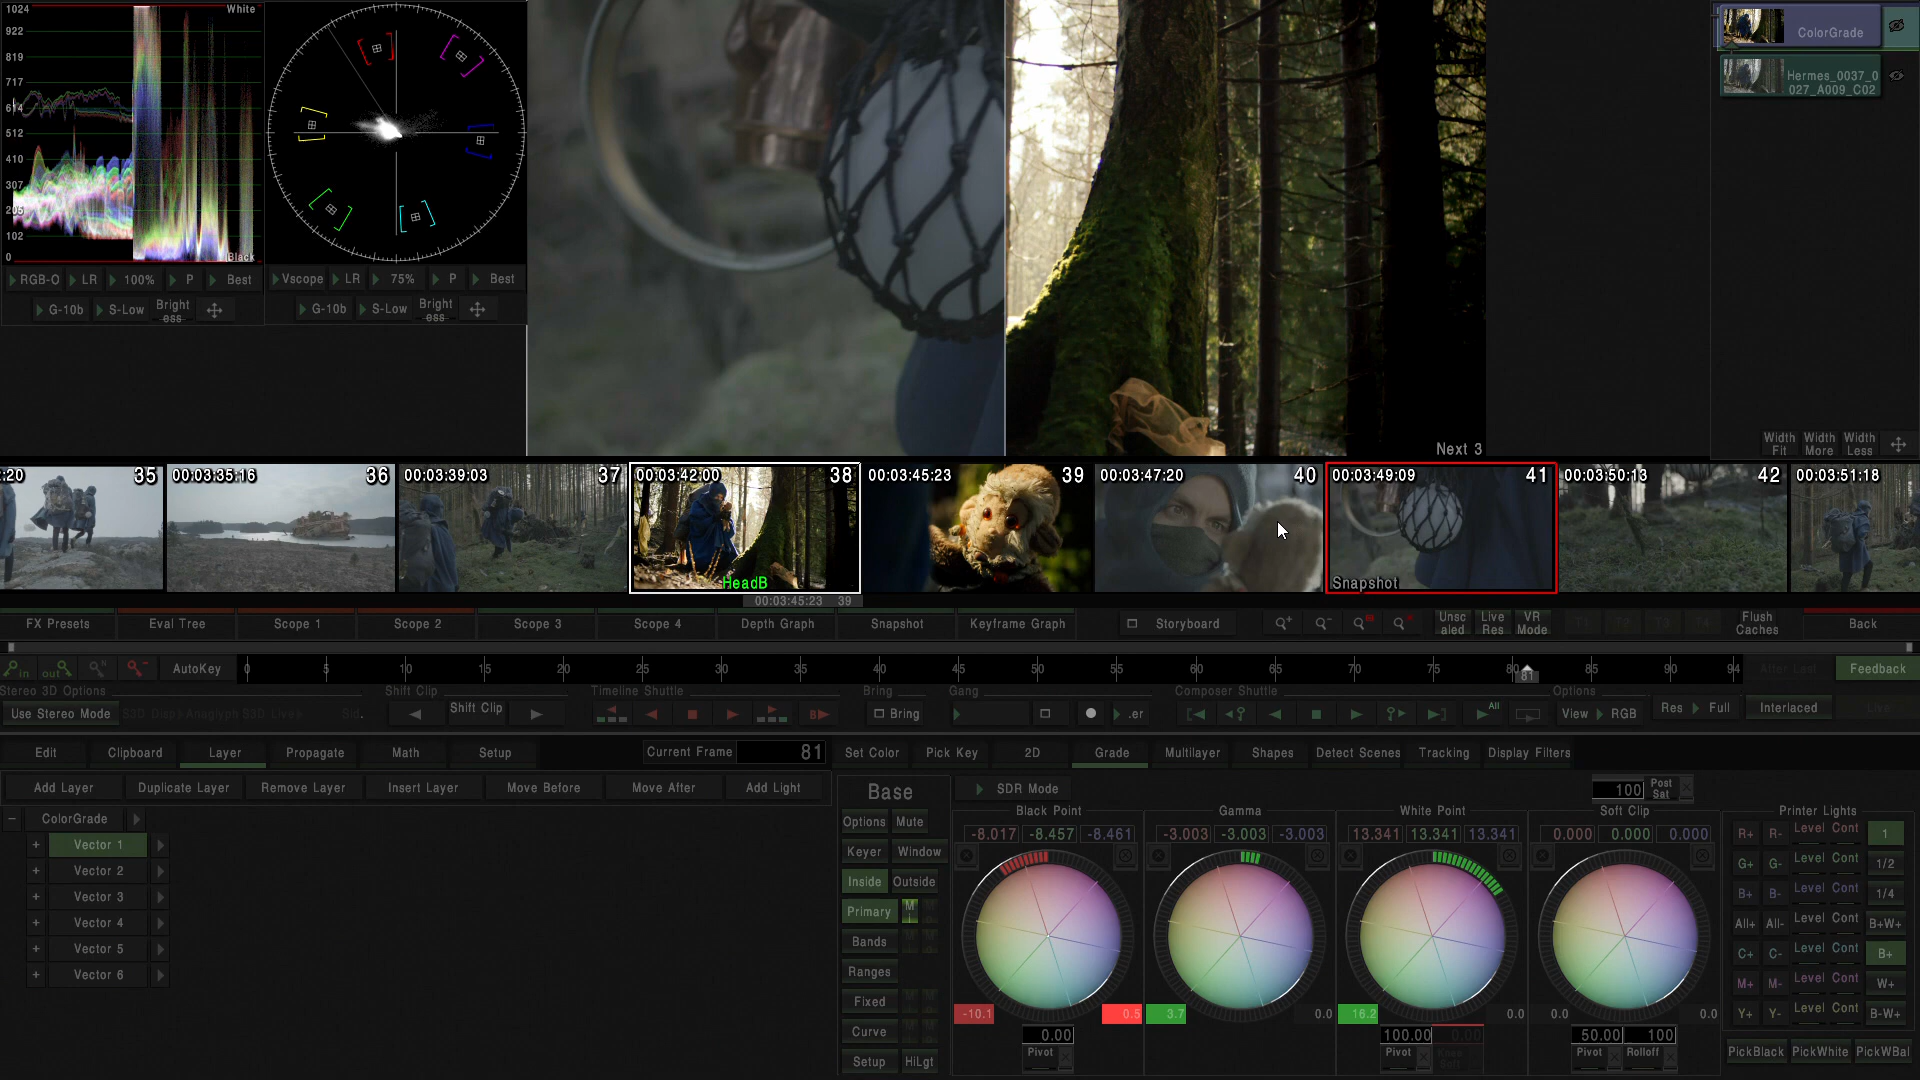 1024
White
922
819
717
614
512
410
307
205
102
0
Black
RGB-O LR 100% P Best
G-10b S-Low Bright ess
Vscope LR 75% P Best
G-10b S-Low Bright ess
Next 3
ColorGrade
Hermes_0037_0
027_A009_C02
Width Fit
Width More
Width Less
:20 35
00:03:35:16 36
00:03:39:03 37
00:03:42:00 38
HeadB
00:03:45:23 39
00:03:47:20 40
00:03:49:09 41
Snapshot
00:03:50:13 42
00:03:51:18
00:03:45:23 39
FX Presets Eval Tree Scope 1 Scope 2 Scope 3 Scope 4 Depth Graph Snapshot Keyframe Graph Storyboard
Unsc aled
Live Res
VR Mode
T1 T2 T3 T4
Flush Caches
Back
in out AutoKey
0 5 10 15 20 25 30 35 40 45 50 55 60 65 70 75 80 85 90 94
81
After Last Feedback
Stereo 3D Options Shift Clip Timeline Shuttle Bring Gang Composer Shuttle Options
Use Stereo Mode Shift Clip Bring .er All View RGB Res Full Interlaced Live
Edit Clipboard Layer Propagate Math Setup Current Frame 81
Set Color Pick Key 2D Grade Multilayer Shapes Detect Scenes Tracking Display Filters
Add Layer Duplicate Layer Remove Layer Insert Layer Move Before Move After Add Light
ColorGrade
Vector 1
Vector 2
Vector 3
Vector 4
Vector 5
Vector 6
Base
Options Mute
Keyer Window
Inside Outside
Primary M
Bands
Ranges
Fixed
Curve
Setup HiLgt
SDR Mode
100 Post Sat
Black Point
-8.017 -8.457 -8.461
-10.1 0.5
0.00
Pivot
Gamma
-3.003 -3.003 -3.003
3.7 0.0
White Point
13.341 13.341 13.341
16.2 0.0
100.00 0.00
Pivot
Soft Clip
0.000 0.000 0.000
0.0 0.0
50.00 100
Pivot Rolloff
Printer Lights
R+ R- Level Cont 1
G+ G- Level Cont 1/2
B+ B- Level Cont 1/4
All+ All- Level Cont B+W+
C+ C- Level Cont B+
M+ M- Level Cont W+
Y+ Y- Level Cont B-W+
PickBlack PickWhite PickWBal